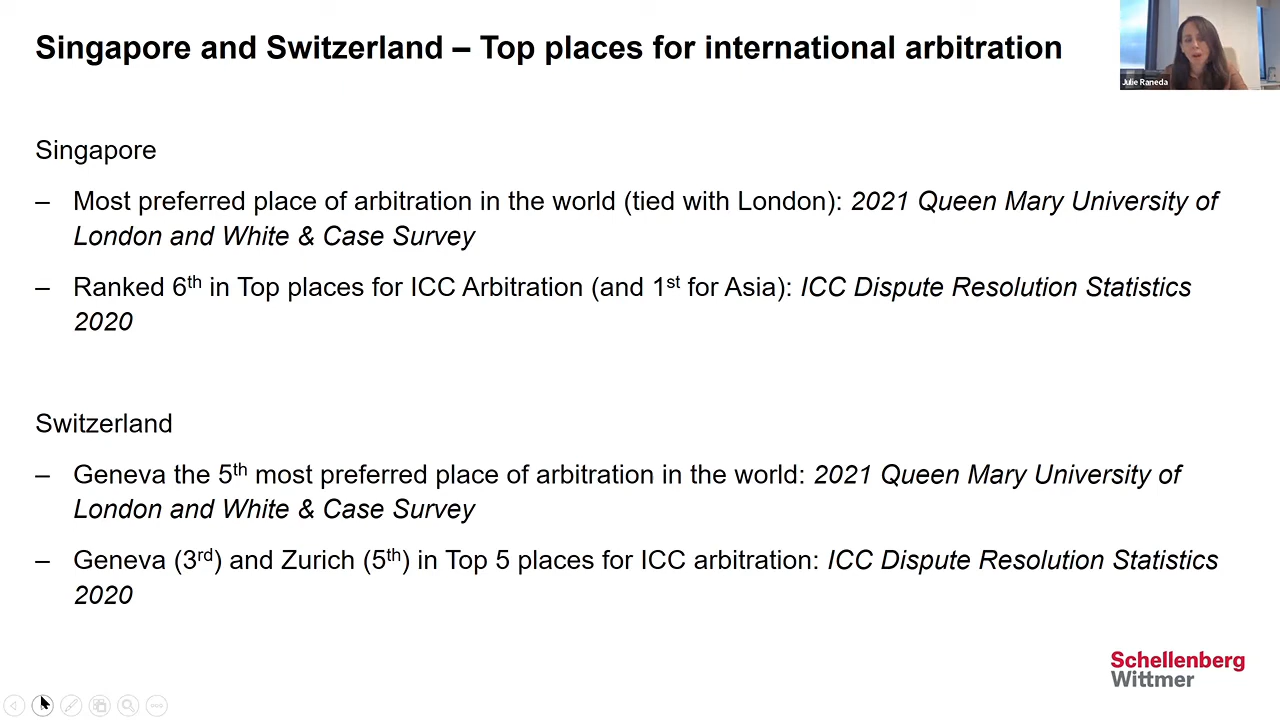 Singapore and Switzerland – Top places for international arbitration
Julie Raneda
Singapore
– Most preferred place of arbitration in the world (tied with London): 2021 Queen Mary University of
London and White & Case Survey
– Ranked 6th in Top places for ICC Arbitration (and 1st for Asia): ICC Dispute Resolution Statistics
2020
Switzerland
– Geneva the 5th most preferred place of arbitration in the world: 2021 Queen Mary University of
London and White & Case Survey
– Geneva (3rd) and Zurich (5th) in Top 5 places for ICC arbitration: ICC Dispute Resolution Statistics
2020
Schellenberg
Wittmer